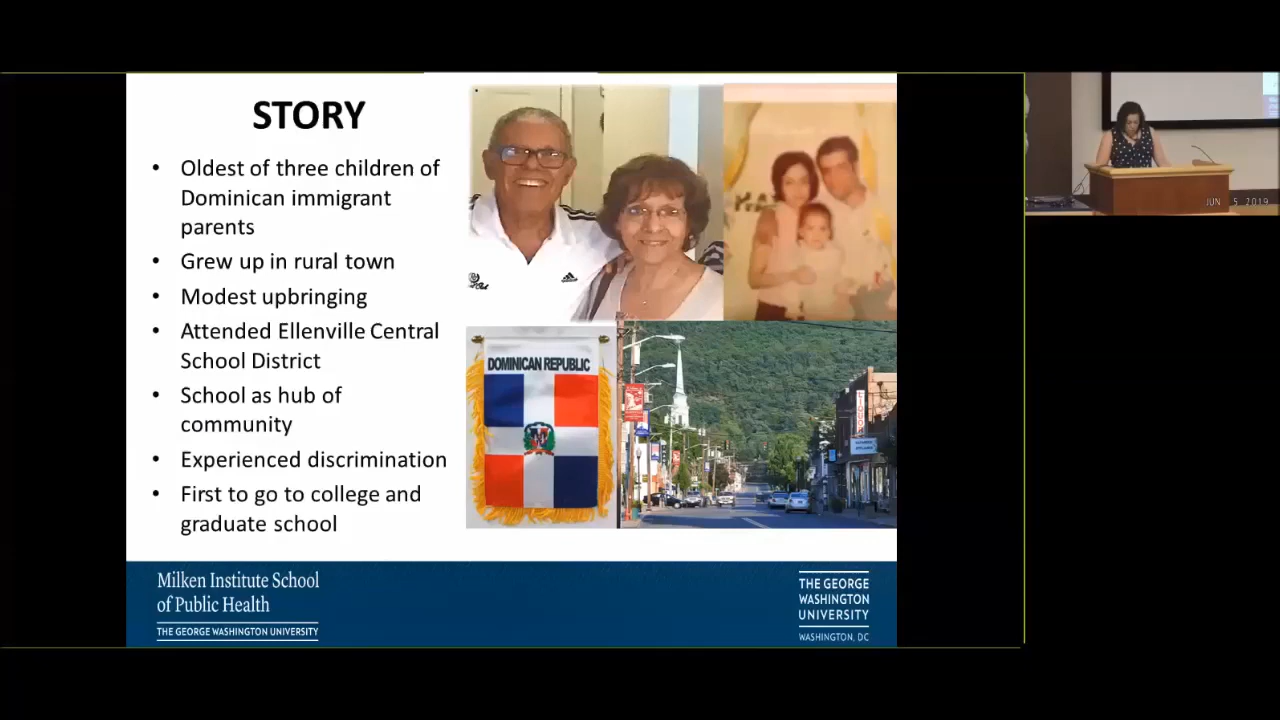 STORY
• Oldest of three children of
Dominican immigrant
parents
• Grew up in rural town
• Modest upbringing
• Attended Ellenville Central
School District
• School as hub of
community
• Experienced discrimination
• First to go to college and
graduate school
DOMINICAN REPUBLIC
LIQUOR
Milken Institute School
of Public Health
THE GEORGE WASHINGTON UNIVERSITY
THE GEORGE
WASHINGTON
UNIVERSITY
WASHINGTON, DC
JUN 5 2019